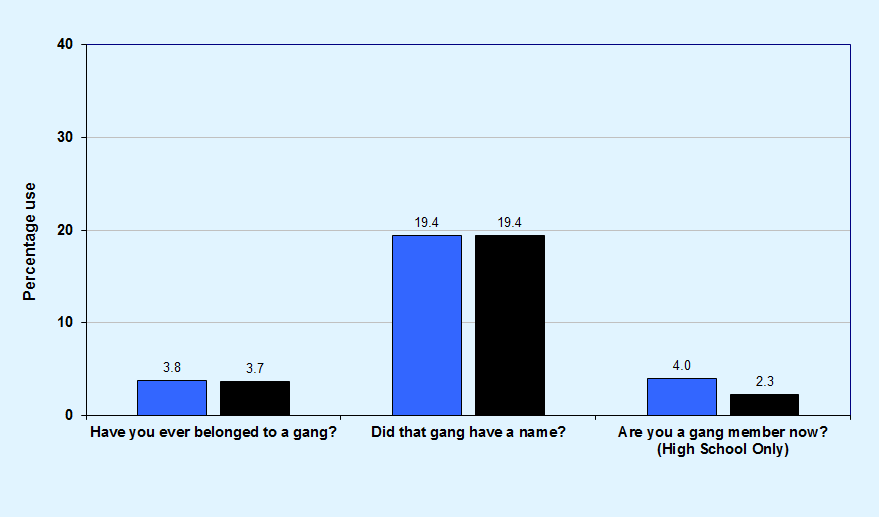 40
30
20
10
0
Percentage use
3.8
3.7
19.4
19.4
4.0
2.3
Have you ever belonged to a gang?
Did that gang have a name?
Are you a gang member now?
(High School Only)